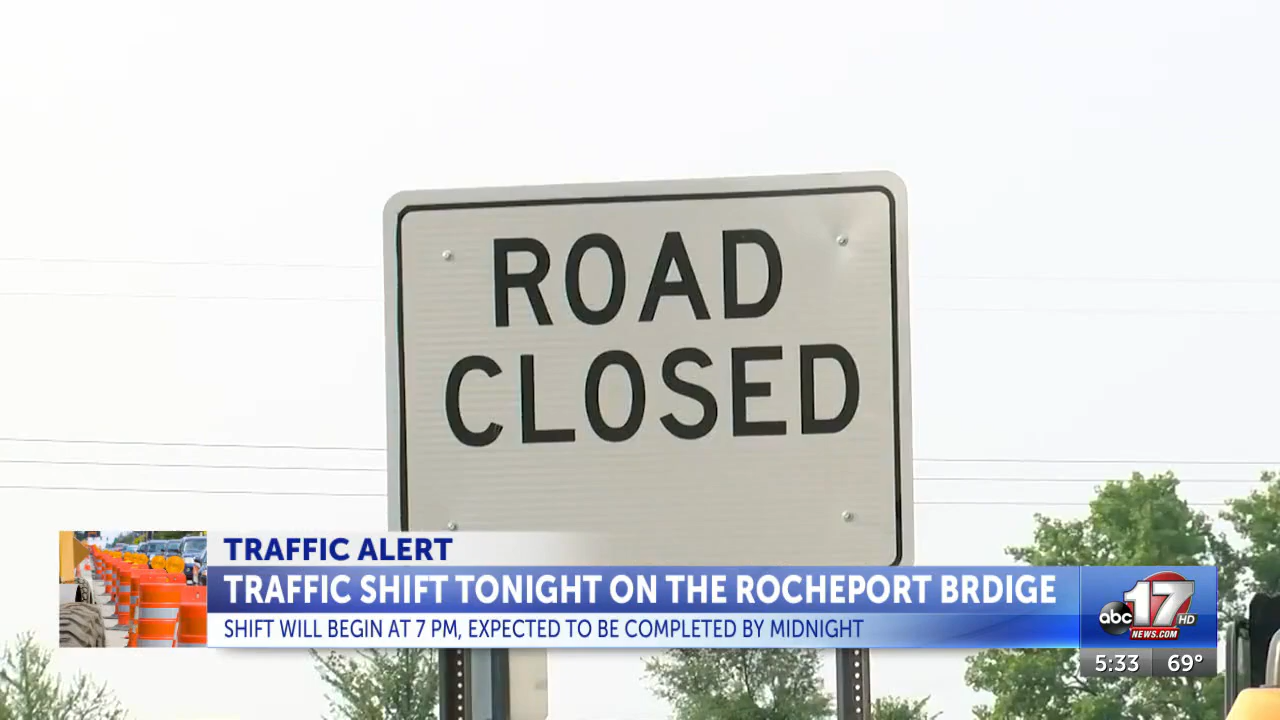 ROAD
CLOSED
TRAFFIC ALERT
TRAFFIC SHIFT TONIGHT ON THE ROCHEPORT BRDIGE
SHIFT WILL BEGIN AT 7 PM, EXPECTED TO BE COMPLETED BY MIDNIGHT
abc 17 HD
NEWS.COM
5:33 69°